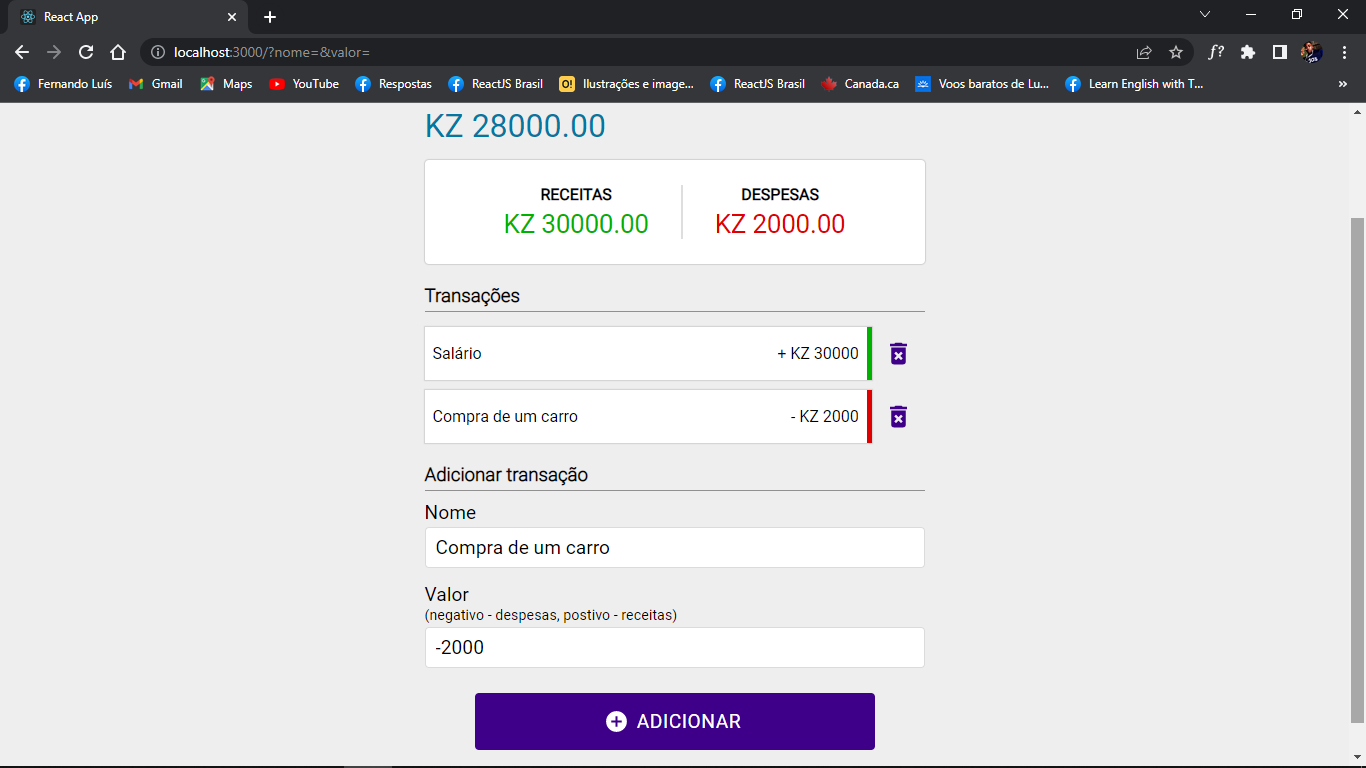 React App
localhost:3000/?nome=&valor=
f?
Fernando Luís Gmail Maps YouTube Respostas ReactJS Brasil O! Ilustrações e image... ReactJS Brasil Canada.ca Voos baratos de Lu... Learn English with T... »
KZ 28000.00
RECEITAS DESPESAS
KZ 30000.00 KZ 2000.00
Transações
Salário + KZ 30000
Compra de um carro - KZ 2000
Adicionar transação
Nome
Compra de um carro
Valor
(negativo - despesas, postivo - receitas)
-2000
ADICIONAR